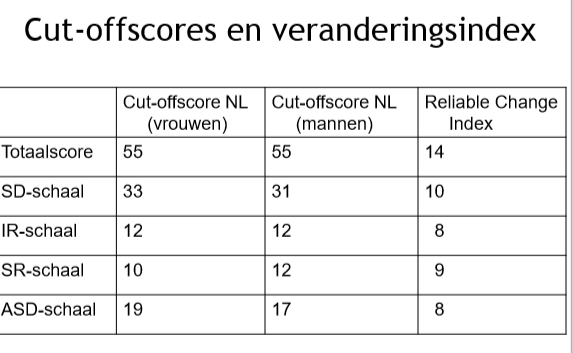 Cut-offscores en veranderingsindex
Cut-offscore NL (vrouwen) Cut-offscore NL (mannen) Reliable Change Index
Totaalscore 55 55 14
SD-schaal 33 31 10
IR-schaal 12 12 8
SR-schaal 10 12 9
ASD-schaal 19 17 8